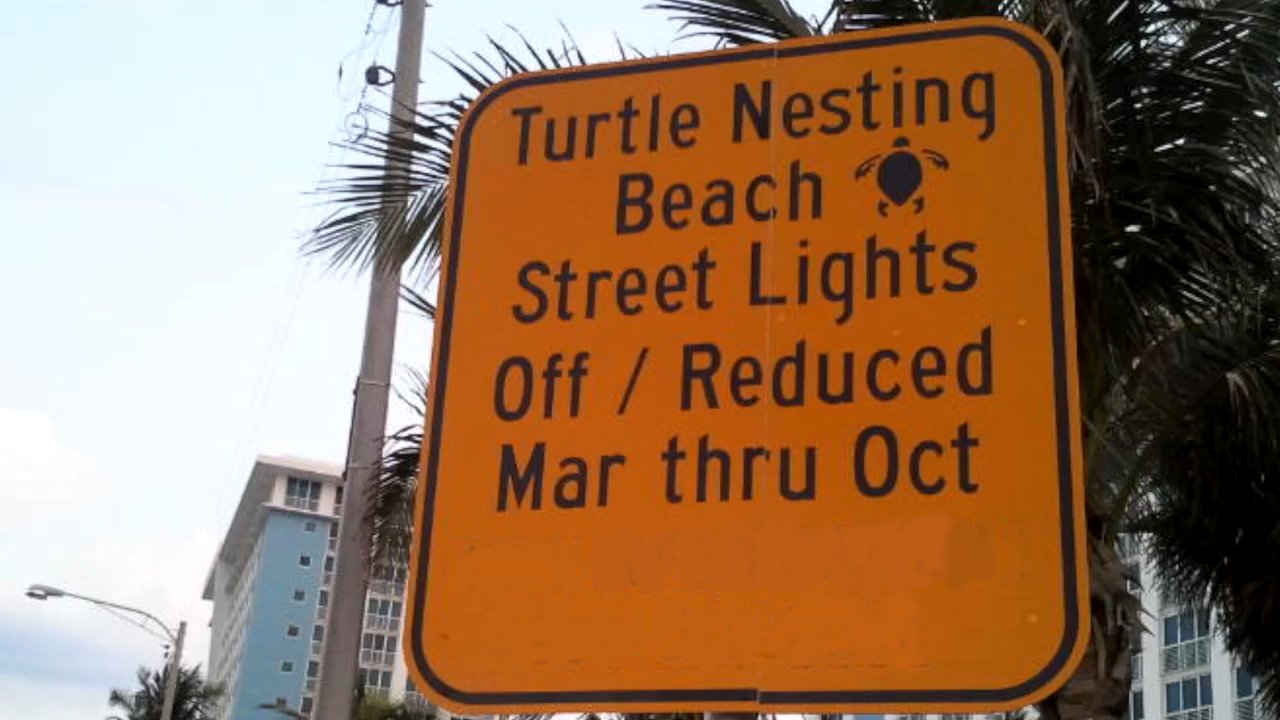 Turtle Nesting
Beach
Street Lights
Off / Reduced
Mar thru Oct